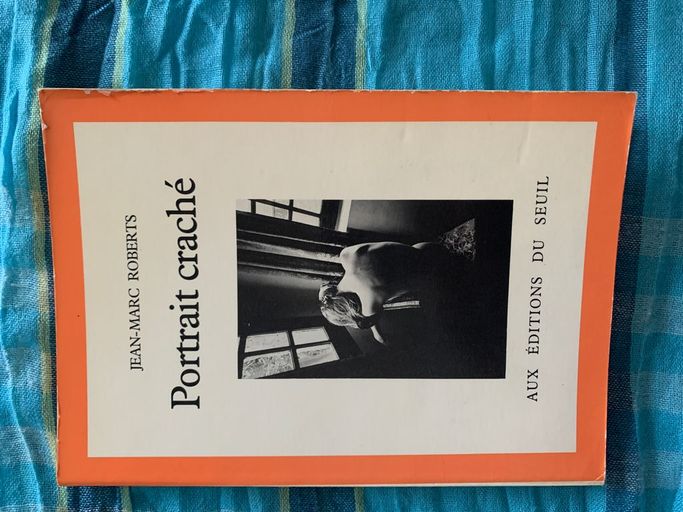 JEAN-MARC ROBERTS
Portrait craché
AUX ÉDITIONS DU SEUIL